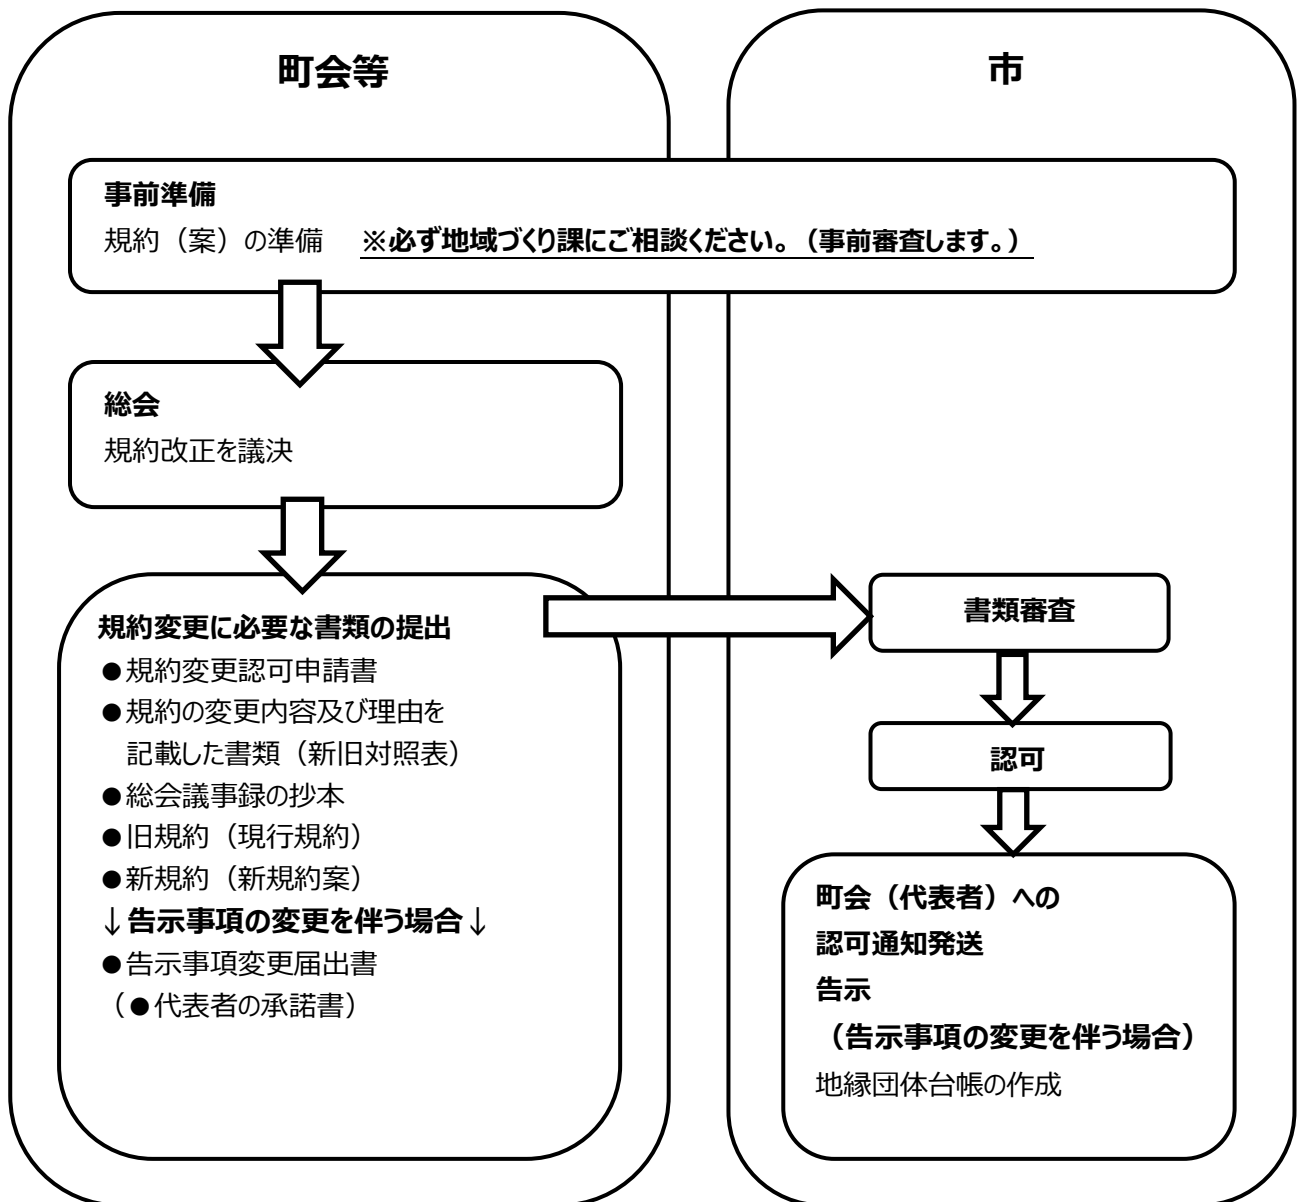 町会等
市
事前準備
規約（案）の準備　※必ず地域づくり課にご相談ください。（事前審査します。）
総会
規約改正を議決
規約変更に必要な書類の提出
●規約変更認可申請書
●規約の変更内容及び理由を
記載した書類（新旧対照表）
●総会議事録の抄本
●旧規約（現行規約）
●新規約（新規約案）
↓告示事項の変更を伴う場合↓
●告示事項変更届出書
（●代表者の承諾書）
書類審査
認可
町会（代表者）への
認可通知発送
告示
（告示事項の変更を伴う場合）
地縁団体台帳の作成